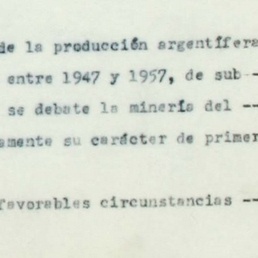 de la producción argentífera
entre 1947 y 1957, de sub --
se debate la minería del --
amente su carácter de primer
favorables circunstancias --